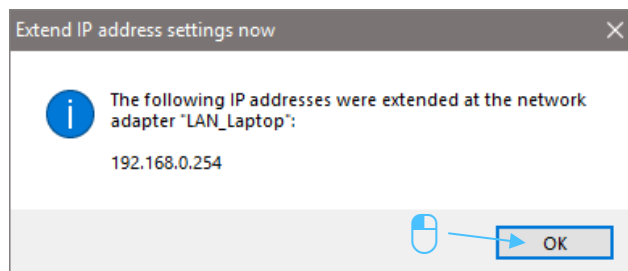 Extend IP address settings now
The following IP addresses were extended at the network
adapter "LAN_Laptop":
192.168.0.254
OK